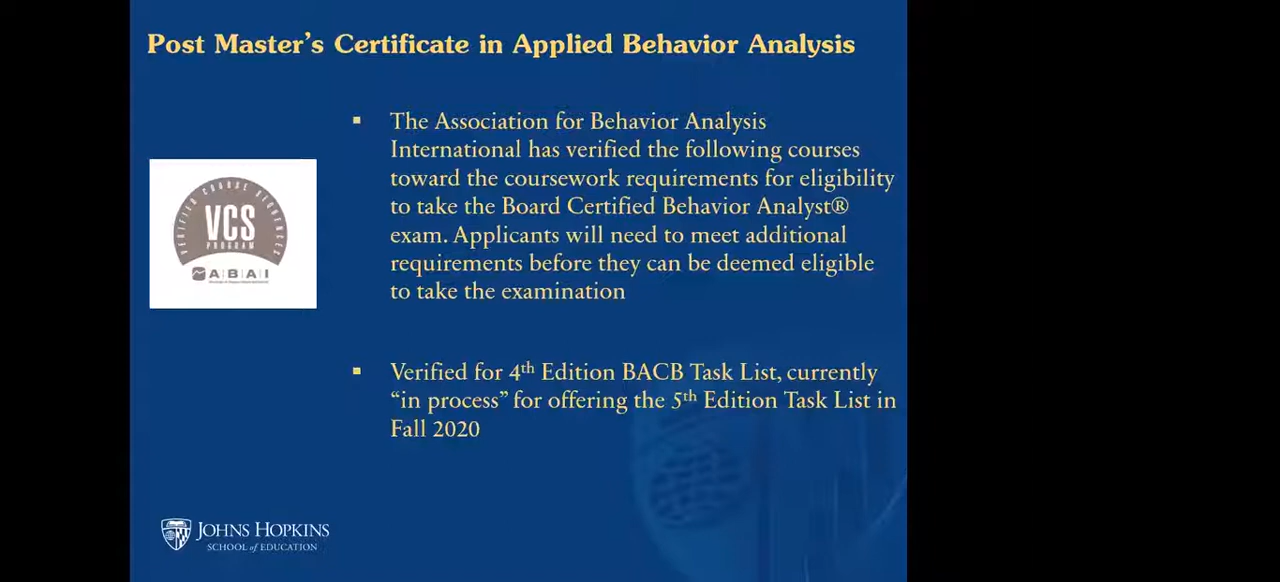 Post Master's Certificate in Applied Behavior Analysis
▪ The Association for Behavior Analysis
International has verified the following courses
toward the coursework requirements for eligibility
to take the Board Certified Behavior Analyst®
exam. Applicants will need to meet additional
requirements before they can be deemed eligible
to take the examination
VERIFIED COURSE SEQUENCES
VCS
PROGRAM
A|B|A|I
▪ Verified for 4th Edition BACB Task List, currently
“in process” for offering the 5th Edition Task List in
Fall 2020
JOHNS HOPKINS
SCHOOL of EDUCATION